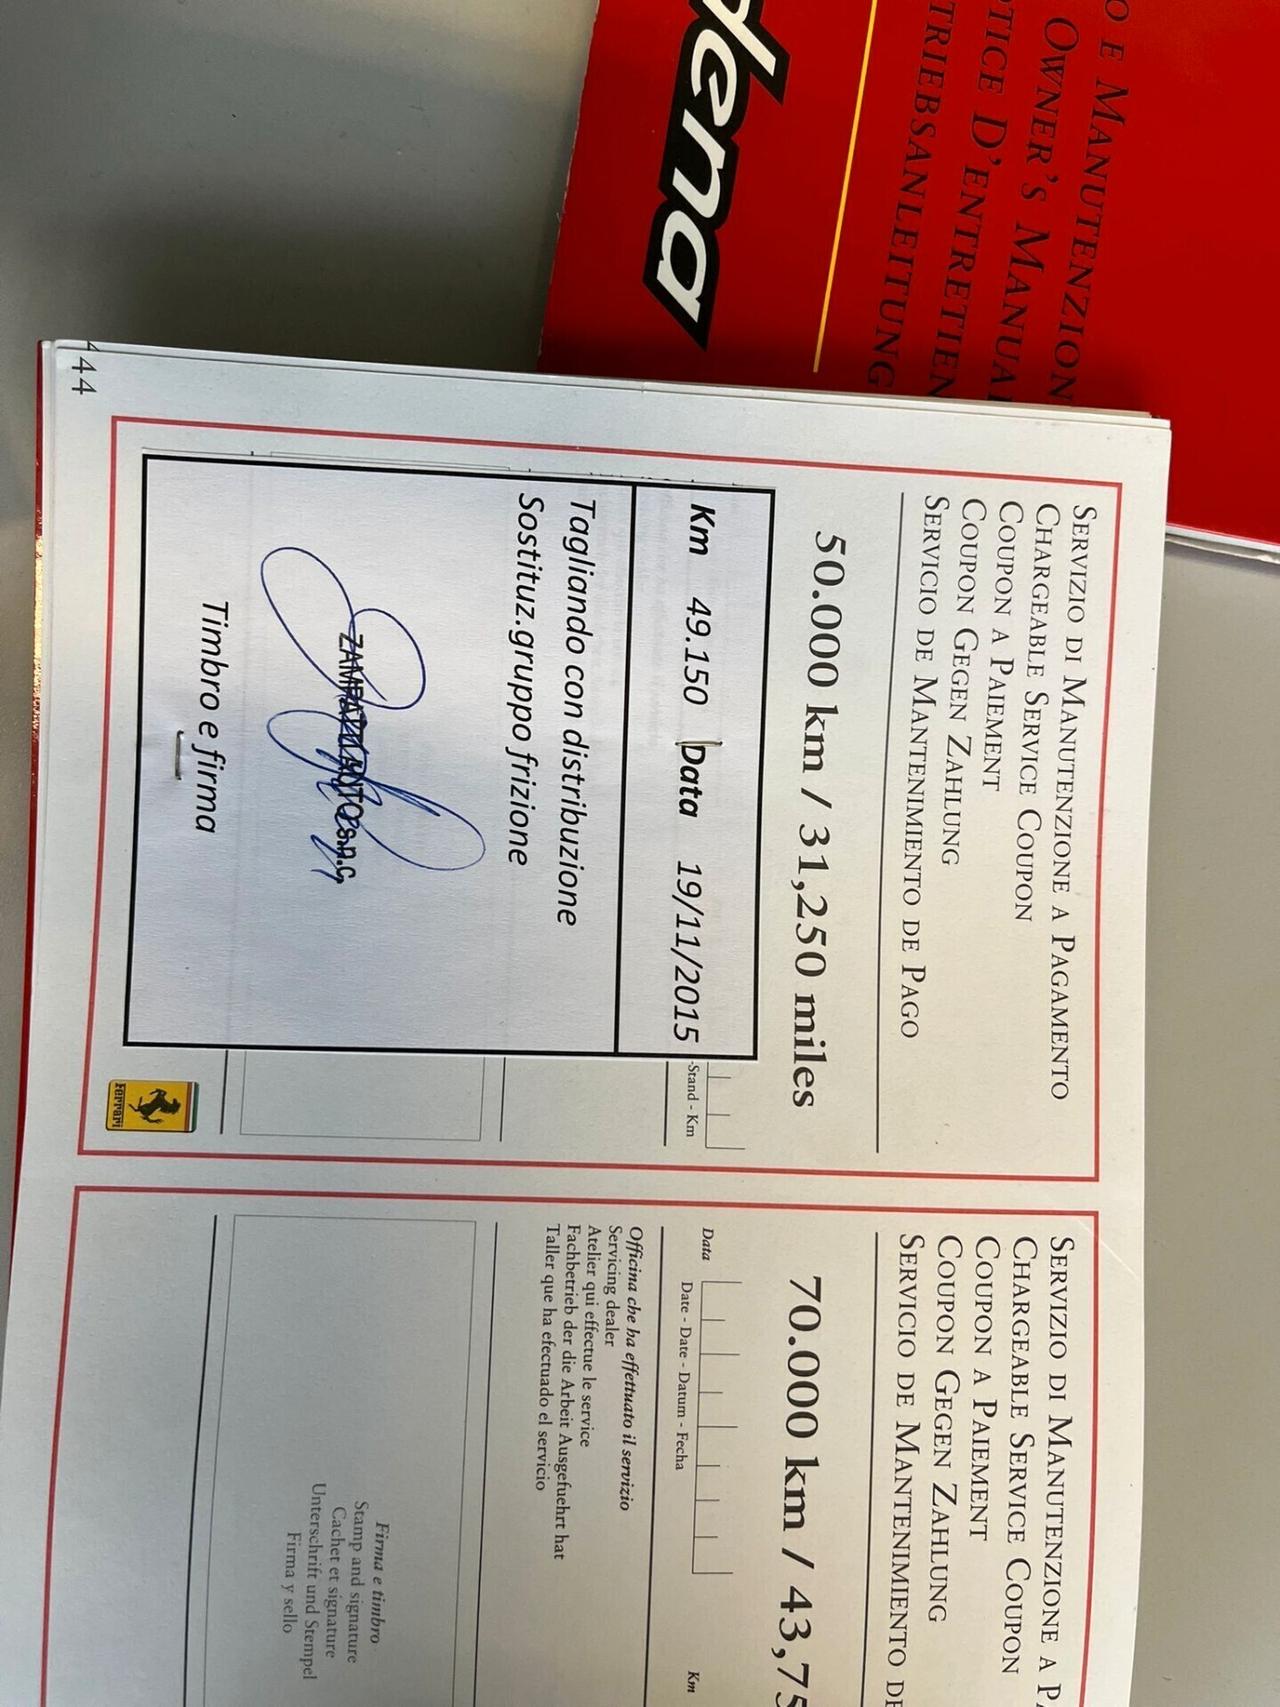 dena
O E MANUTENZION
OWNER'S MANUAL
TICE D'ENTRETIEN
TRIEBSANLEITUNG
44
SERVIZIO DI MANUTENZIONE A PAGAMENTO
CHARGEABLE SERVICE COUPON
COUPON A PAIEMENT
COUPON GEGEN ZAHLUNG
SERVICIO DE MANTENIMIENTO DE PAGO
50.000 km / 31,250 miles
Km 49.150 Data 19/11/2015
-Stand - Km
Tagliando con distribuzione
Sostituz.gruppo frizione
s.n.c.
Timbro e firma
Ferrari
SERVIZIO DI MANUTENZIONE A PA
CHARGEABLE SERVICE COUPON
COUPON A PAIEMENT
COUPON GEGEN ZAHLUNG
SERVICIO DE MANTENIMIENTO DE
70.000 km / 43,75
Data
Km
Date - Date - Datum - Fecha
Officina che ha effettuato il servizio
Servicing dealer
Atelier qui effectue le service
Fachbetrieb der die Arbeit Ausgefuehrt hat
Taller que ha efectuado el servicio
Firma e timbro
Stamp and signature
Cachet et signature
Unterschrift und Stempel
Firma y sello